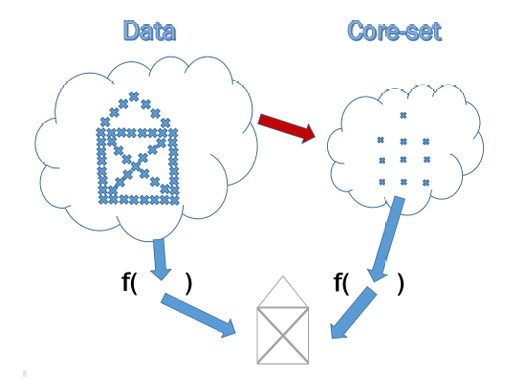 Data
Core-set
f( )
f( )